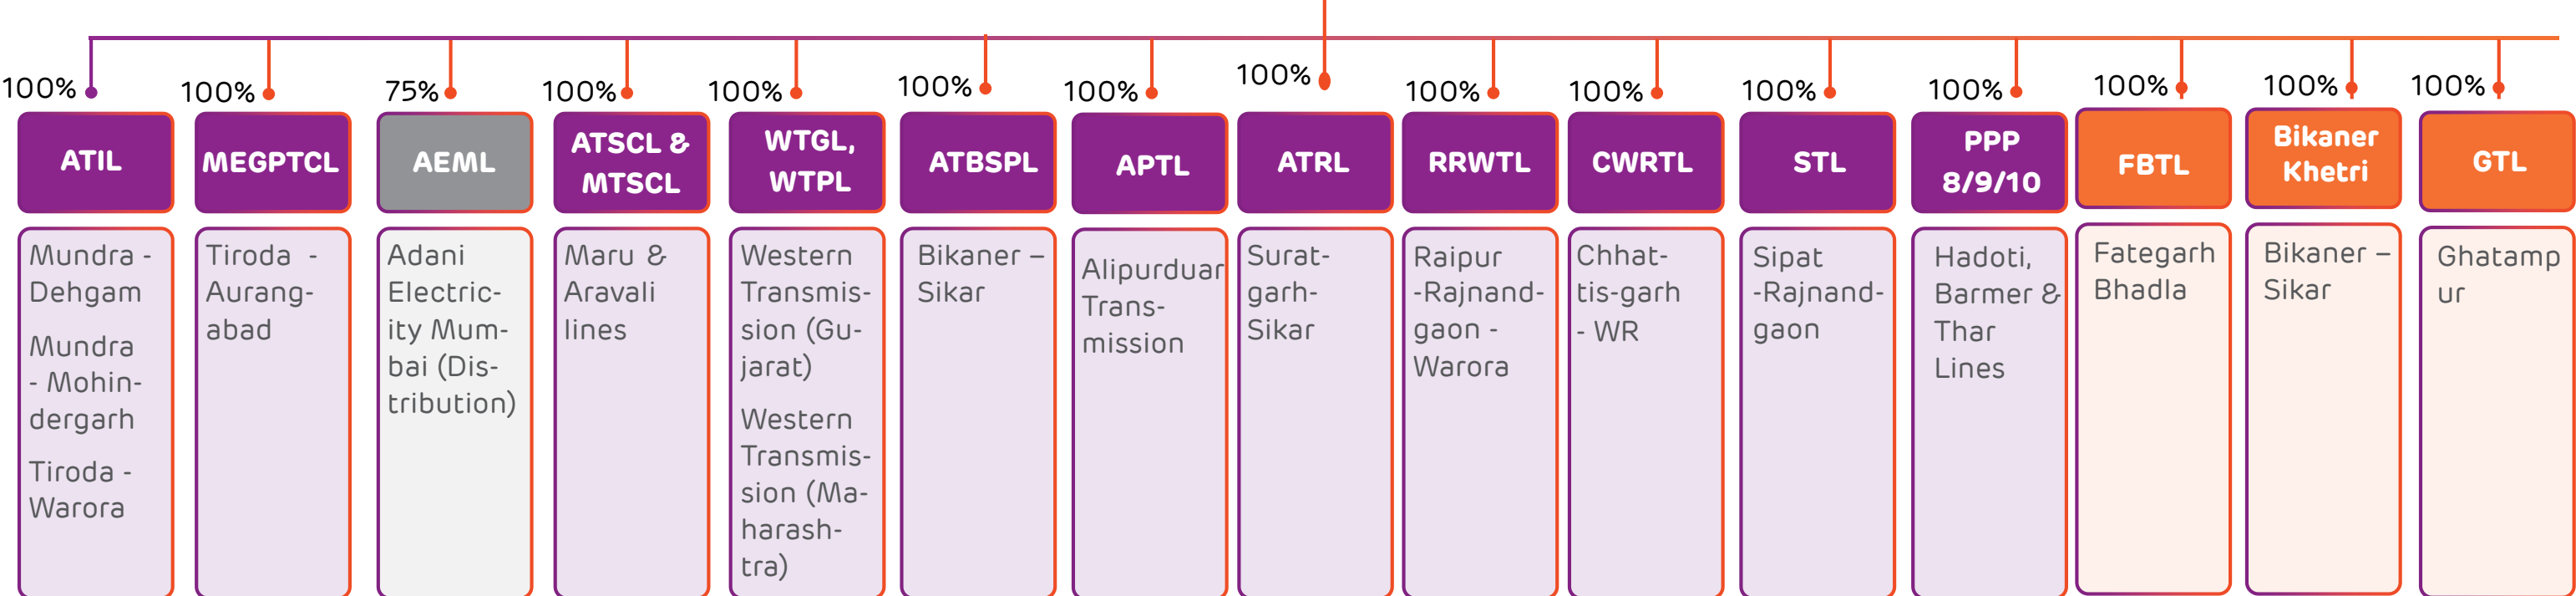 100%
ATIL
Mundra -
Dehgam
Mundra
- Mohin-
dergarh
Tiroda -
Warora
100%
MEGPTCL
Tiroda -
Aurang-
abad
75%
AEML
Adani
Electric-
ity Mum-
bai (Dis-
tribution)
100%
ATSCL &
MTSCL
Maru &
Aravali
lines
100%
WTGL,
WTPL
Western
Transmis-
sion (Gu-
jarat)
Western
Transmis-
sion (Ma-
harash-
tra)
100%
ATBSPL
Bikaner –
Sikar
100%
APTL
Alipurduar
Trans-
mission
100%
ATRL
Surat-
garh-
Sikar
100%
RRWTL
Raipur
-Rajnand-
gaon -
Warora
100%
CWRTL
Chhat-
tis-garh
- WR
100%
STL
Sipat
-Rajnand-
gaon
100%
PPP
8/9/10
Hadoti,
Barmer &
Thar
Lines
100%
FBTL
Fategarh
Bhadla
100%
Bikaner
Khetri
Bikaner –
Sikar
100%
GTL
Ghatamp
ur